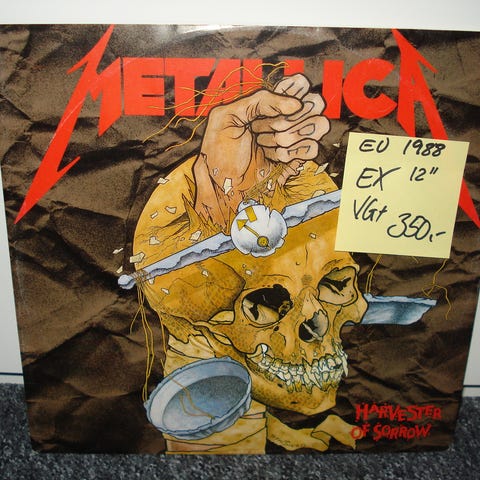 METALLICA
EU 1988
EX 12"
VG+ 350,-
HARVESTER
OF SORROW